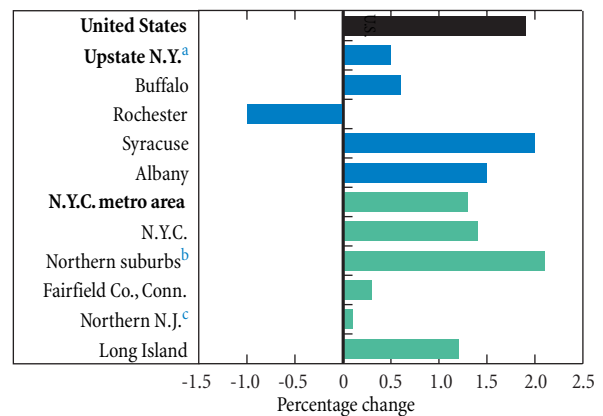 United States
U.S.
Upstate N.Y.a
Buffalo
Rochester
Syracuse
Albany
N.Y.C. metro area
N.Y.C.
Northern suburbsb
Fairfield Co., Conn.
Northern N.J.c
Long Island
-1.5 -1.0 -0.5 0 0.5 1.0 1.5 2.0 2.5
Percentage change